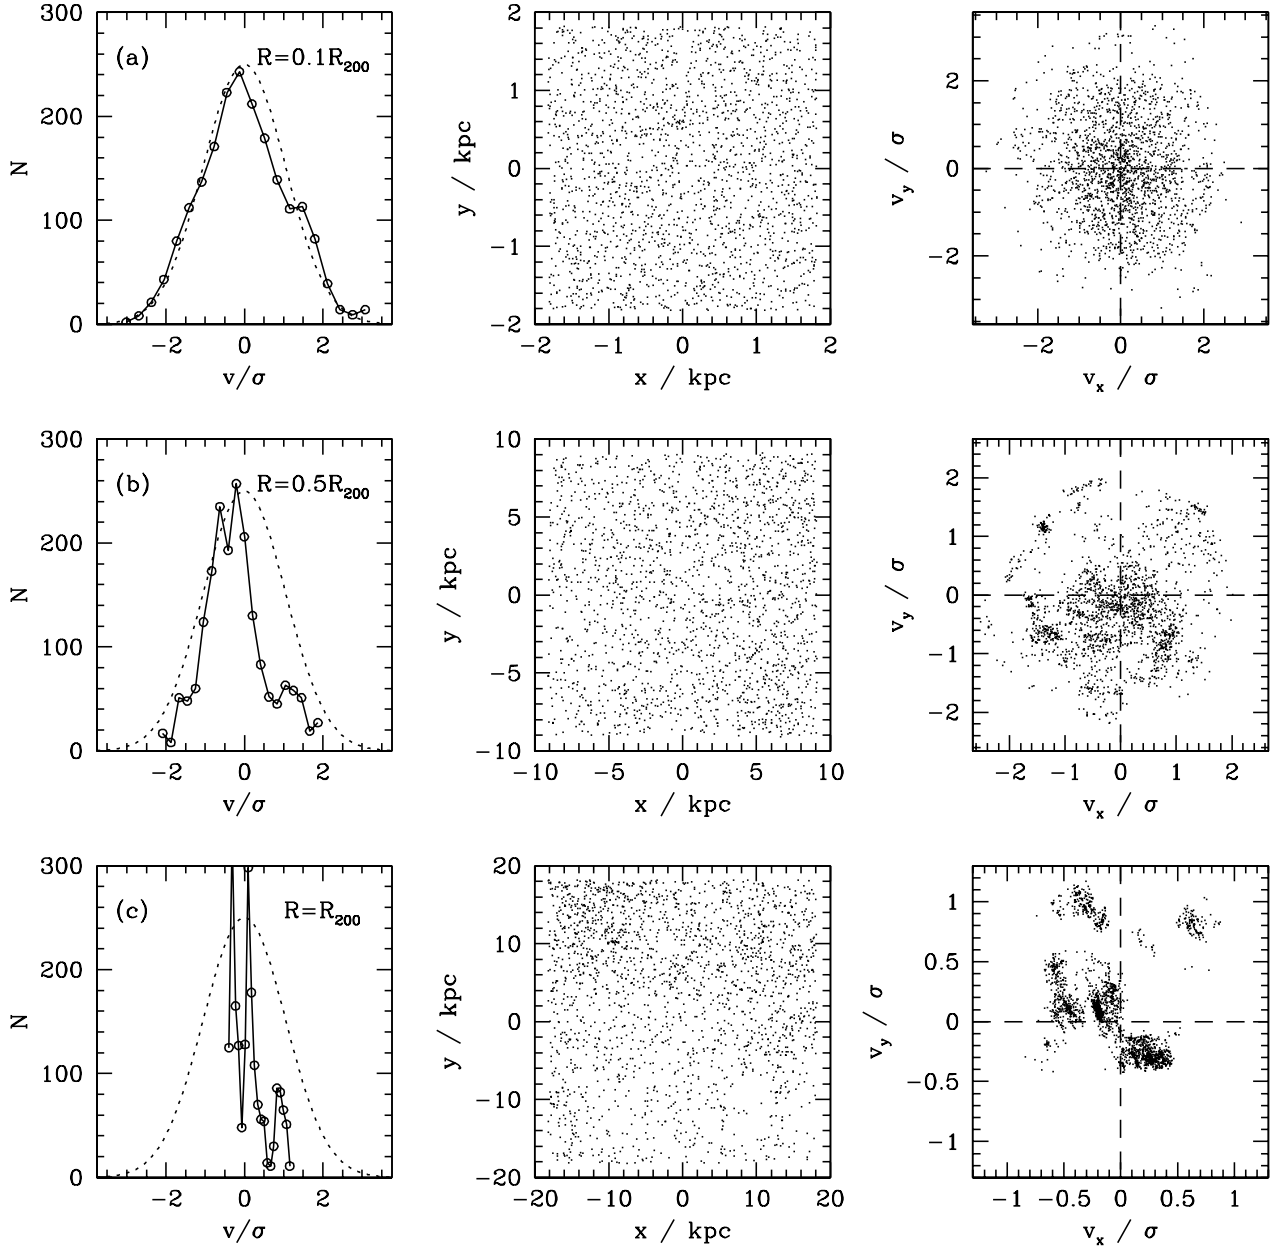 300
200
100
0
N
(a)
R=0.1R200
−2 0 2
v/σ
2
1
0
−1
−2
y / kpc
−2 −1 0 1 2
x / kpc
2
0
−2
vy / σ
−2 0 2
vx / σ
300
200
100
0
N
(b)
R=0.5R200
−2 0 2
v/σ
10
5
0
−5
−10
y / kpc
−10 −5 0 5 10
x / kpc
2
1
0
−1
−2
vy / σ
−2 −1 0 1 2
vx / σ
300
200
100
0
N
(c)
R=R200
−2 0 2
v/σ
20
10
0
−10
−20
y / kpc
−20 −10 0 10 20
x / kpc
1
0.5
0
−0.5
−1
vy / σ
−1 −0.5 0 0.5 1
vx / σ